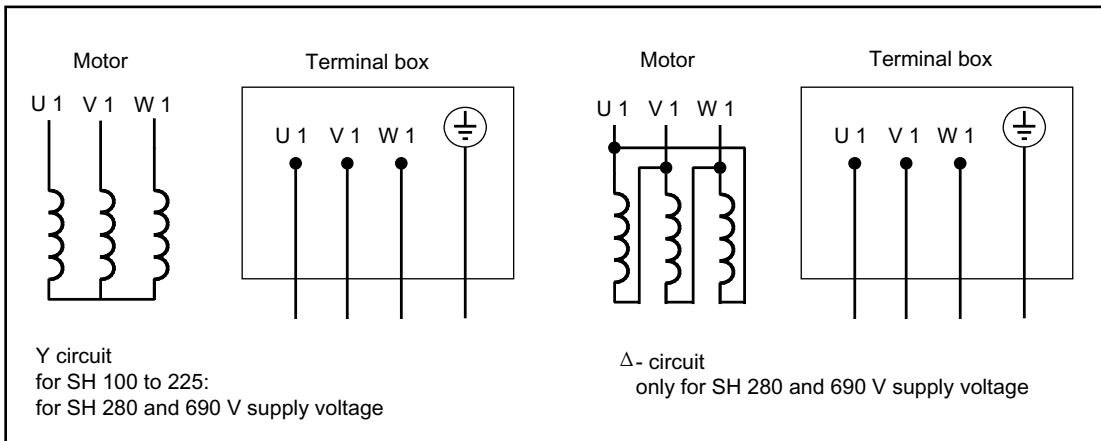 Motor
Terminal box
U 1 V 1 W 1
U 1 V 1 W 1
Y circuit
for SH 100 to 225:
for SH 280 and 690 V supply voltage
Motor
Terminal box
U 1 V 1 W 1
U 1 V 1 W 1
Δ - circuit
only for SH 280 and 690 V supply voltage